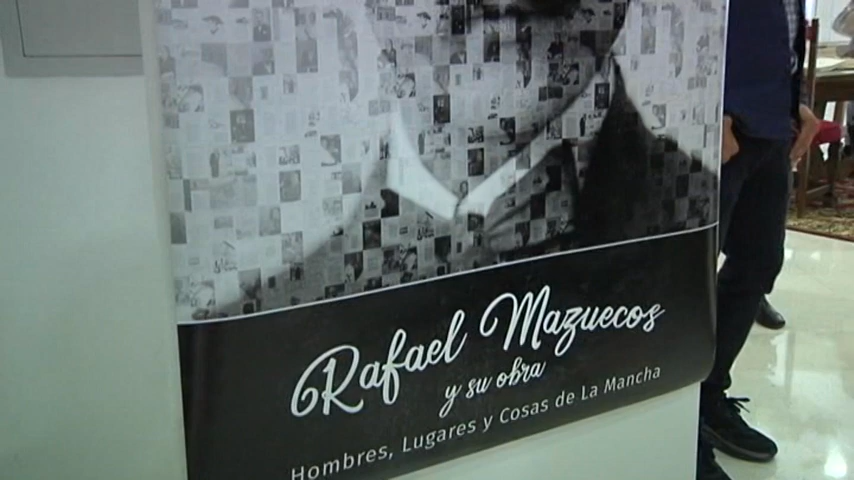 Rafael Mazuecos
y su obra
Hombres, Lugares y Cosas de La Mancha